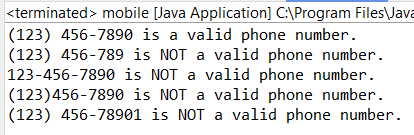 <terminated> mobile [Java Application] C:\Program Files\Java
(123) 456-7890 is a valid phone number.
(123) 456-789 is NOT a valid phone number.
123-456-7890 is NOT a valid phone number.
(123)456-7890 is NOT a valid phone number.
(123) 456-78901 is NOT a valid phone number.